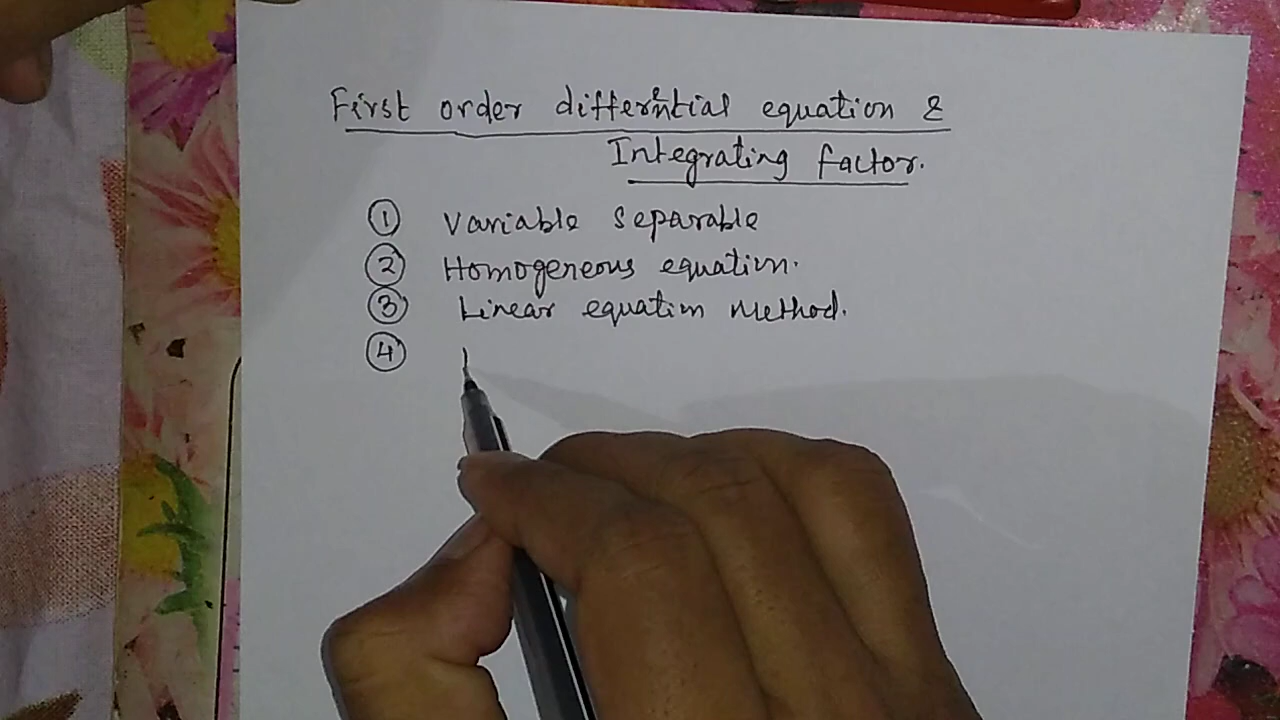 First order differential equation &
Integrating factor.
① Variable separable
② Homogeneous equation.
③ Linear equation method.
④